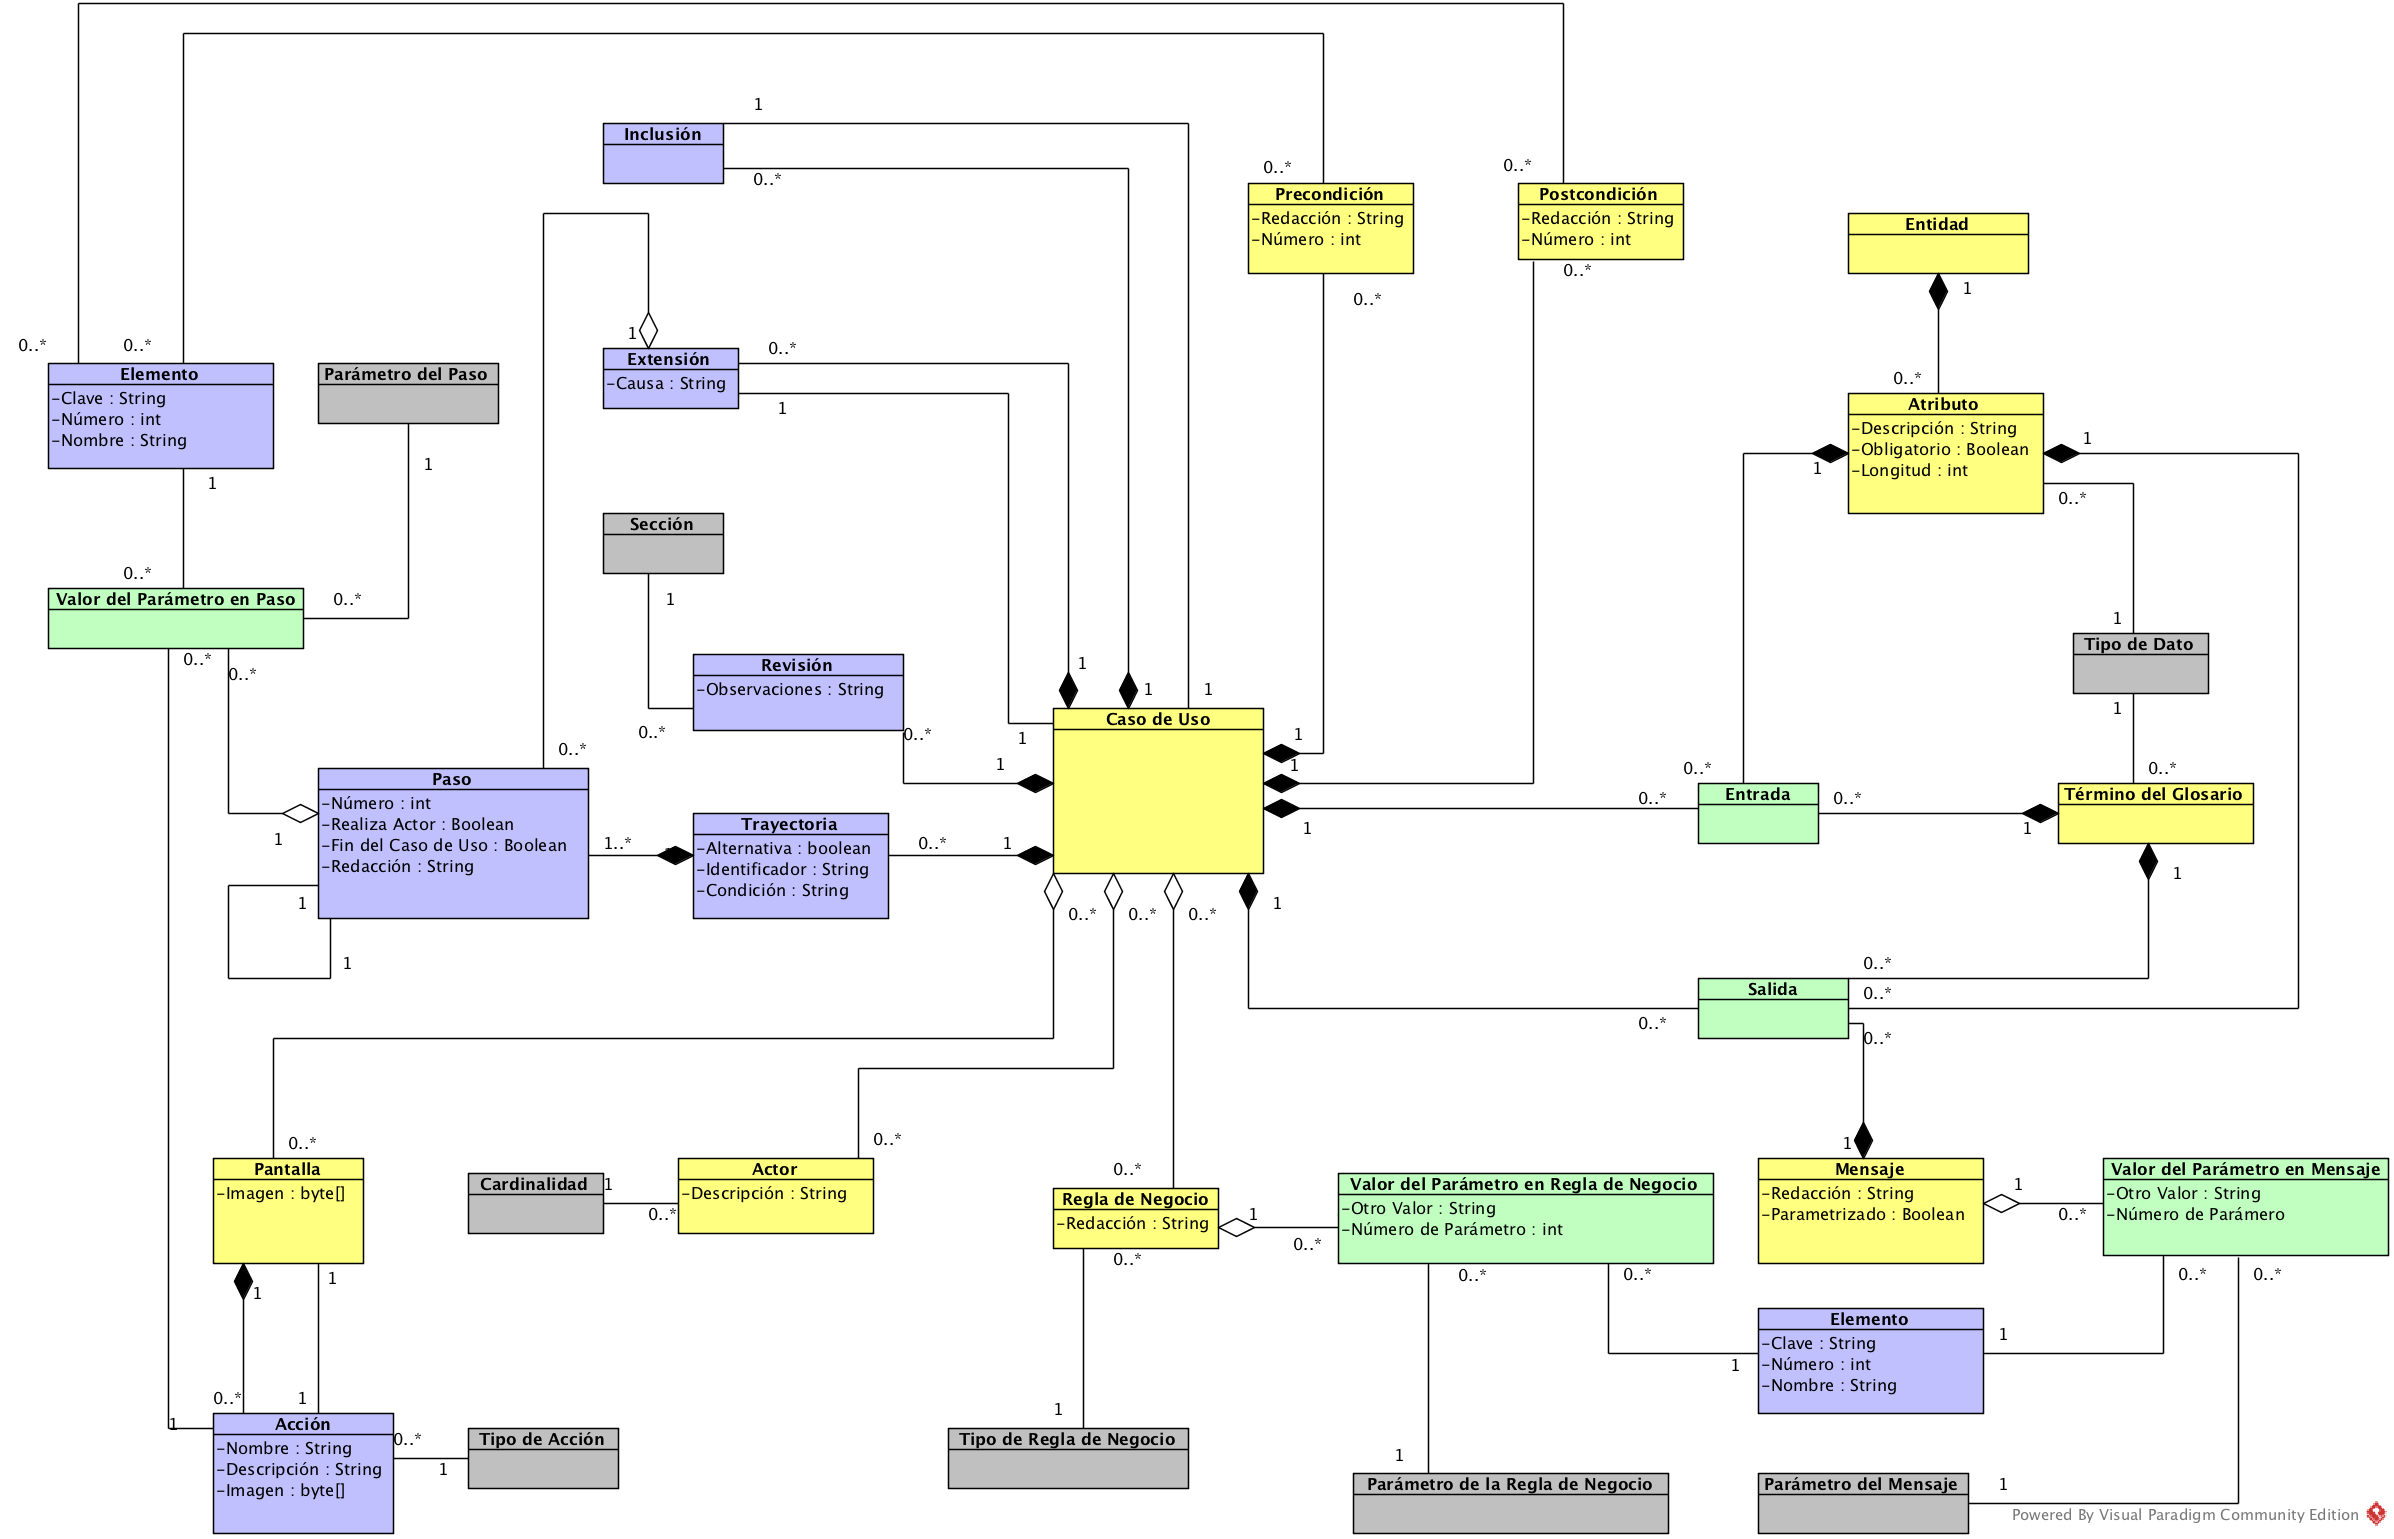 1
Inclusión
0..*
0..*
Precondición
-Redacción : String
-Número : int
0..*
0..*
Postcondición
-Redacción : String
-Número : int
0..*
Entidad
1
0..*
0..*
0..*
Elemento
-Clave : String
-Número : int
-Nombre : String
1
Parámetro del Paso
1
1
Extensión
-Causa : String
0..*
1
0..*
Atributo
-Descripción : String
-Obligatorio : Boolean
-Longitud : int
1
1
0..*
Sección
1
0..*
Valor del Parámetro en Paso
0..*
0..*
0..*
Revisión
-Observaciones : String
0..*
0..*
1
1
1
1
1
Caso de Uso
1
1
1
1
Tipo de Dato
1
0..*
0..*
Paso
-Número : int
-Realiza Actor : Boolean
-Fin del Caso de Uso : Boolean
-Redacción : String
1
1
1
1..*
Trayectoria
-Alternativa : boolean
-Identificador : String
-Condición : String
0..*
1
0..*
0..*
Entrada
0..*
1
Término del Glosario
1
0..*
0..*
0..*
1
0..*
Salida
0..*
0..*
0..*
0..*
Pantalla
-Imagen : byte[]
1
1
Cardinalidad
1
0..*
0..*
Actor
-Descripción : String
0..*
Regla de Negocio
-Redacción : String
1
0..*
0..*
Valor del Parámetro en Regla de Negocio
-Otro Valor : String
-Número de Parámetro : int
0..*
0..*
1
Mensaje
-Redacción : String
-Parametrizado : Boolean
1
0..*
Valor del Parámetro en Mensaje
-Otro Valor : String
-Número de Parámero
0..*
0..*
Elemento
-Clave : String
-Número : int
-Nombre : String
1
1
0..*
1
1
Acción
-Nombre : String
-Descripción : String
-Imagen : byte[]
0..*
1
Tipo de Acción
1
Tipo de Regla de Negocio
1
Parámetro de la Regla de Negocio
Parámetro del Mensaje
1
Powered By Visual Paradigm Community Edition